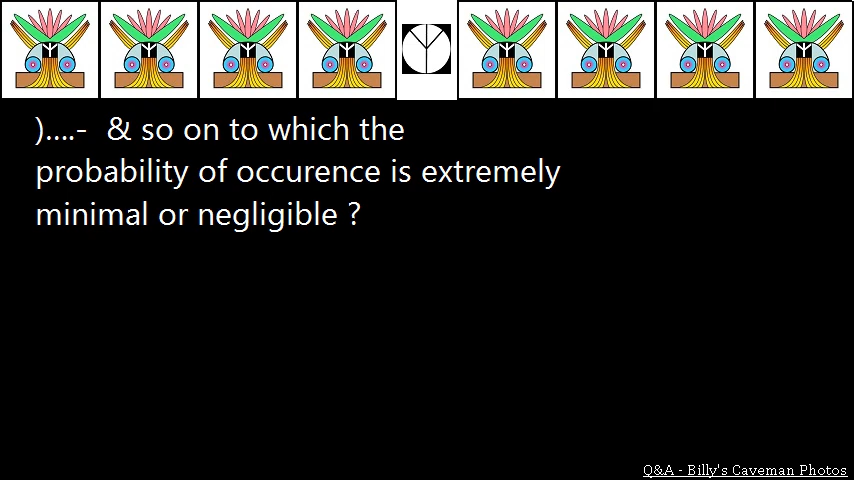 )....-  & so on to which the
probability of occurence is extremely
minimal or negligible ?
Q&A - Billy's Caveman Photos